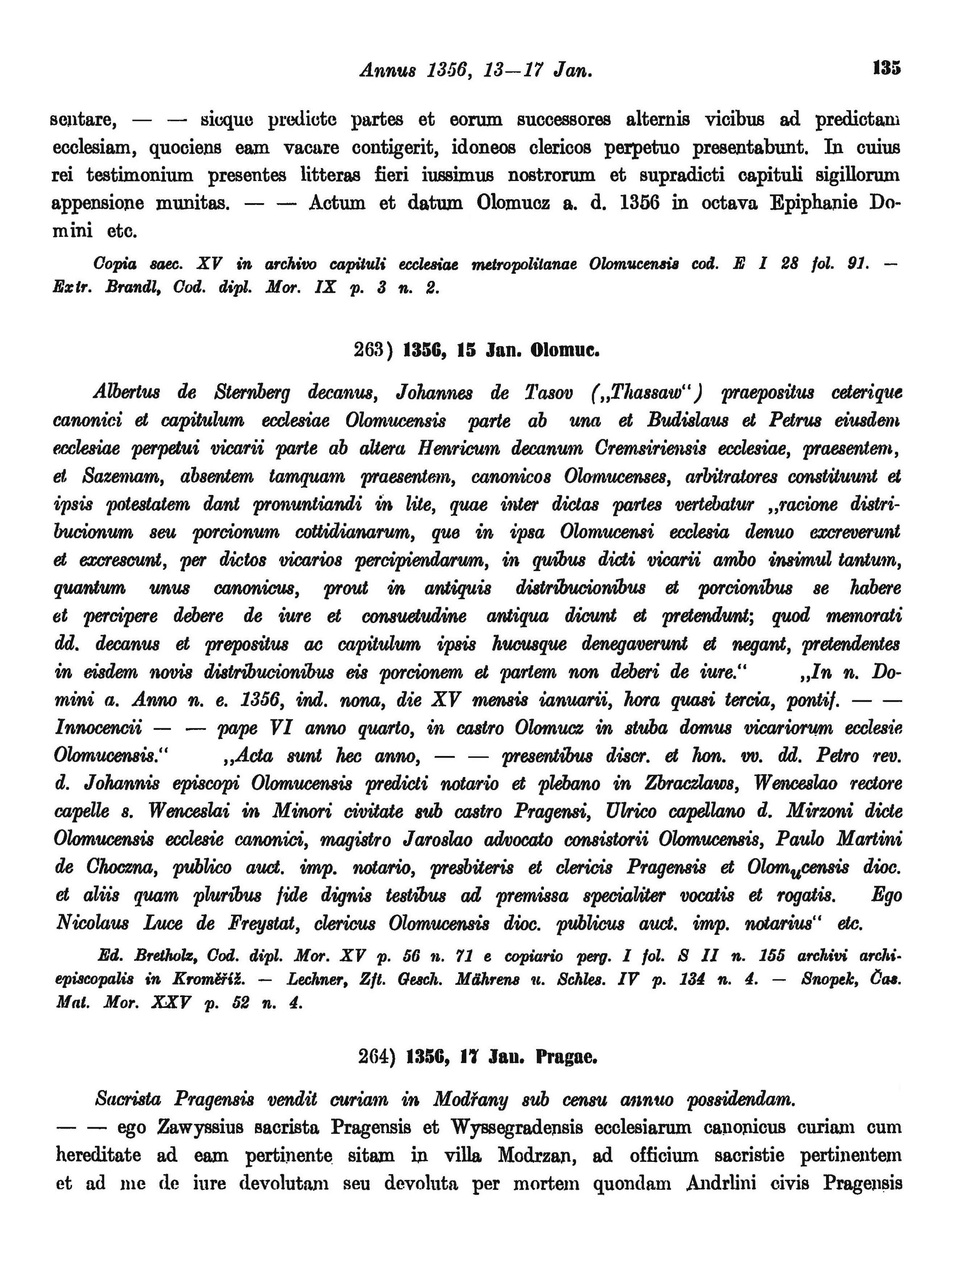 Annus 1356, 13—17 Jan. 135
sentare, — — sicque predicte partes et eorum successores alternis vicibus ad predictam
ecclesiam, quociens eam vacare contigerit, idoneos clericos perpetuo presentabunt. In cuius
rei testimonium presentes litteras fieri iussimus nostrorum et supradicti capituli sigillorum
appensione munitas. — — Actum et datum Olomucz a. d. 1356 in octava Epiphanie Do-
mini etc.
Copia saec. XV in archivo capituli ecclesiae metropolitanae Olomucensis cod. E I 28 fol. 91. —
Extr. Brandl, Cod. dipl. Mor. IX p. 3 n. 2.
263) 1356, 15 Jan. Olomuc.
Albertus de Sternberg decanus, Johannes de Tasov („Thassaw“) praepositus ceterique
canonici et capitulum ecclesiae Olomucensis parte ab una et Budislaus et Petrus eiusdem
ecclesiae perpetui vicarii parte ab altera Henricum decanum Cremsiriensis ecclesiae, praesentem,
et Sazemam, absentem tamquam praesentem, canonicos Olomucenses, arbitratores constituunt et
ipsis potestatem dant pronuntiandi in lite, quae inter dictas partes vertebatur „racione distri-
bucionum seu porcionum cottidianarum, que in ipsa Olomucensi ecclesia denuo excreverunt
et excrescunt, per dictos vicarios percipiendarum, in quibus dicti vicarii ambo insimul tantum,
quantum unus canonicus, prout in antiquis distribucionibus et porcionibus se habere
et percipere debere de iure et consuetudine antiqua dicunt et pretendunt; quod memorati
dd. decanus et prepositus ac capitulum ipsis hucusque denegaverunt et negant, pretendentes
in eisdem novis distribucionibus eis porcionem et partem non deberi de iure.“ „In n. Do-
mini a. Anno n. e. 1356, ind. nona, die XV mensis ianuarii, hora quasi tercia, pontif. — —
Innocencii — — pape VI anno quarto, in castro Olomucz in stuba domus vicariorum ecclesie
Olomucensis.“ „Acta sunt hec anno, — — presentibus discr. et hon. vv. dd. Petro rev.
d. Johannis episcopi Olomucensis predicti notario et plebano in Zbraczlaws, Wenceslao rectore
capelle s. Wenceslai in Minori civitate sub castro Pragensi, Ulrico capellano d. Mirzoni dicte
Olomucensis ecclesie canonici, magistro Jaroslao advocato consistorii Olomucensis, Paulo Martini
de Choczna, publico auct. imp. notario, presbiteris et clericis Pragensis et Olomucensis dioc.
et aliis quam pluribus fide dignis testibus ad premissa specialiter vocatis et rogatis. Ego
Nicolaus Luce de Freystat, clericus Olomucensis dioc. publicus auct. imp. notarius“ etc.
Ed. Bretholz, Cod. dipl. Mor. XV p. 56 n. 71 e copiario perg. I fol. S II n. 155 archivi archi-
episcopalis in Kroměříž. — Lechner, Zft. Gesch. Mährens u. Schles. IV p. 134 n. 4. — Snopek, Čas.
Mat. Mor. XXV p. 52 n. 4.
264) 1356, 17 Jan. Pragae.
Sacrista Pragensis vendit curiam in Modřany sub censu annuo possidendam.
— — ego Zawyssius sacrista Pragensis et Wyssegradensis ecclesiarum canonicus curiam cum
hereditate ad eam pertinente sitam in villa Modrzan, ad officium sacristie pertinentem
et ad me de iure devolutam seu devoluta per mortem quondam Andrlini civis Pragensis